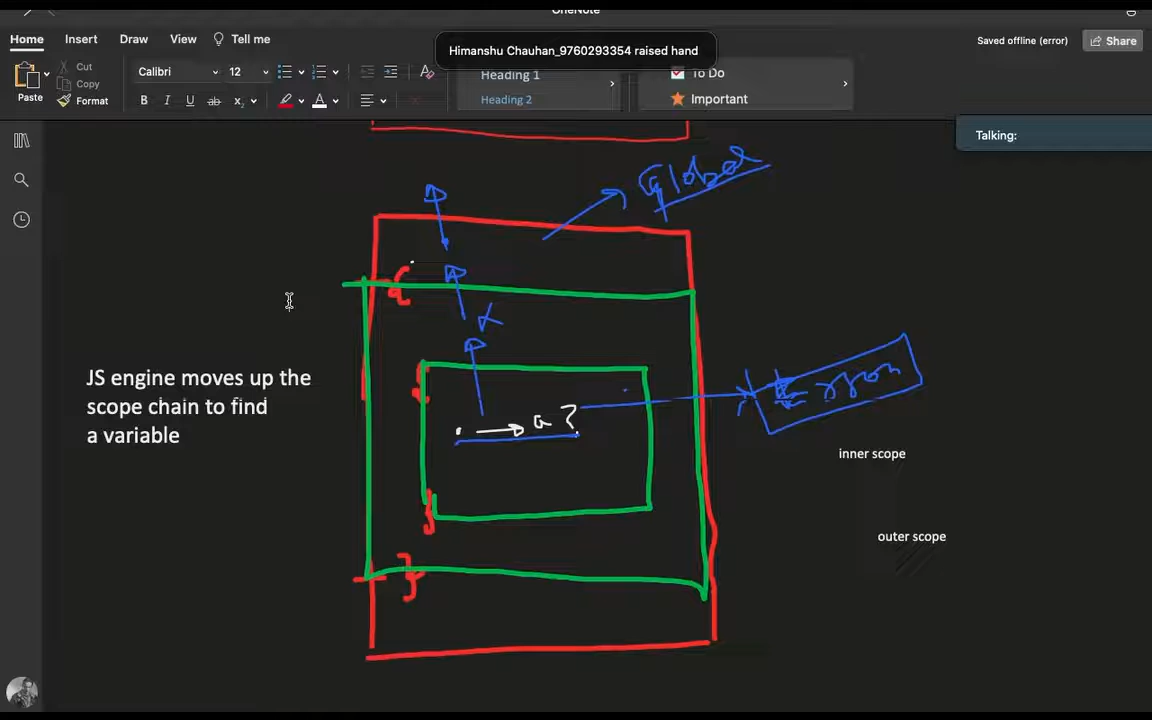 OneNote
Home Insert Draw View Tell me
Himanshu Chauhan_9760293354 raised hand
Saved offline (error) Share
Paste Cut Copy Format
Calibri 12
B I U ab x A
Heading 1
Heading 2
To Do
Important
Talking:
Global
{
{
JS engine moves up the
scope chain to find
a variable
a ?
Error
inner scope
}
outer scope
}